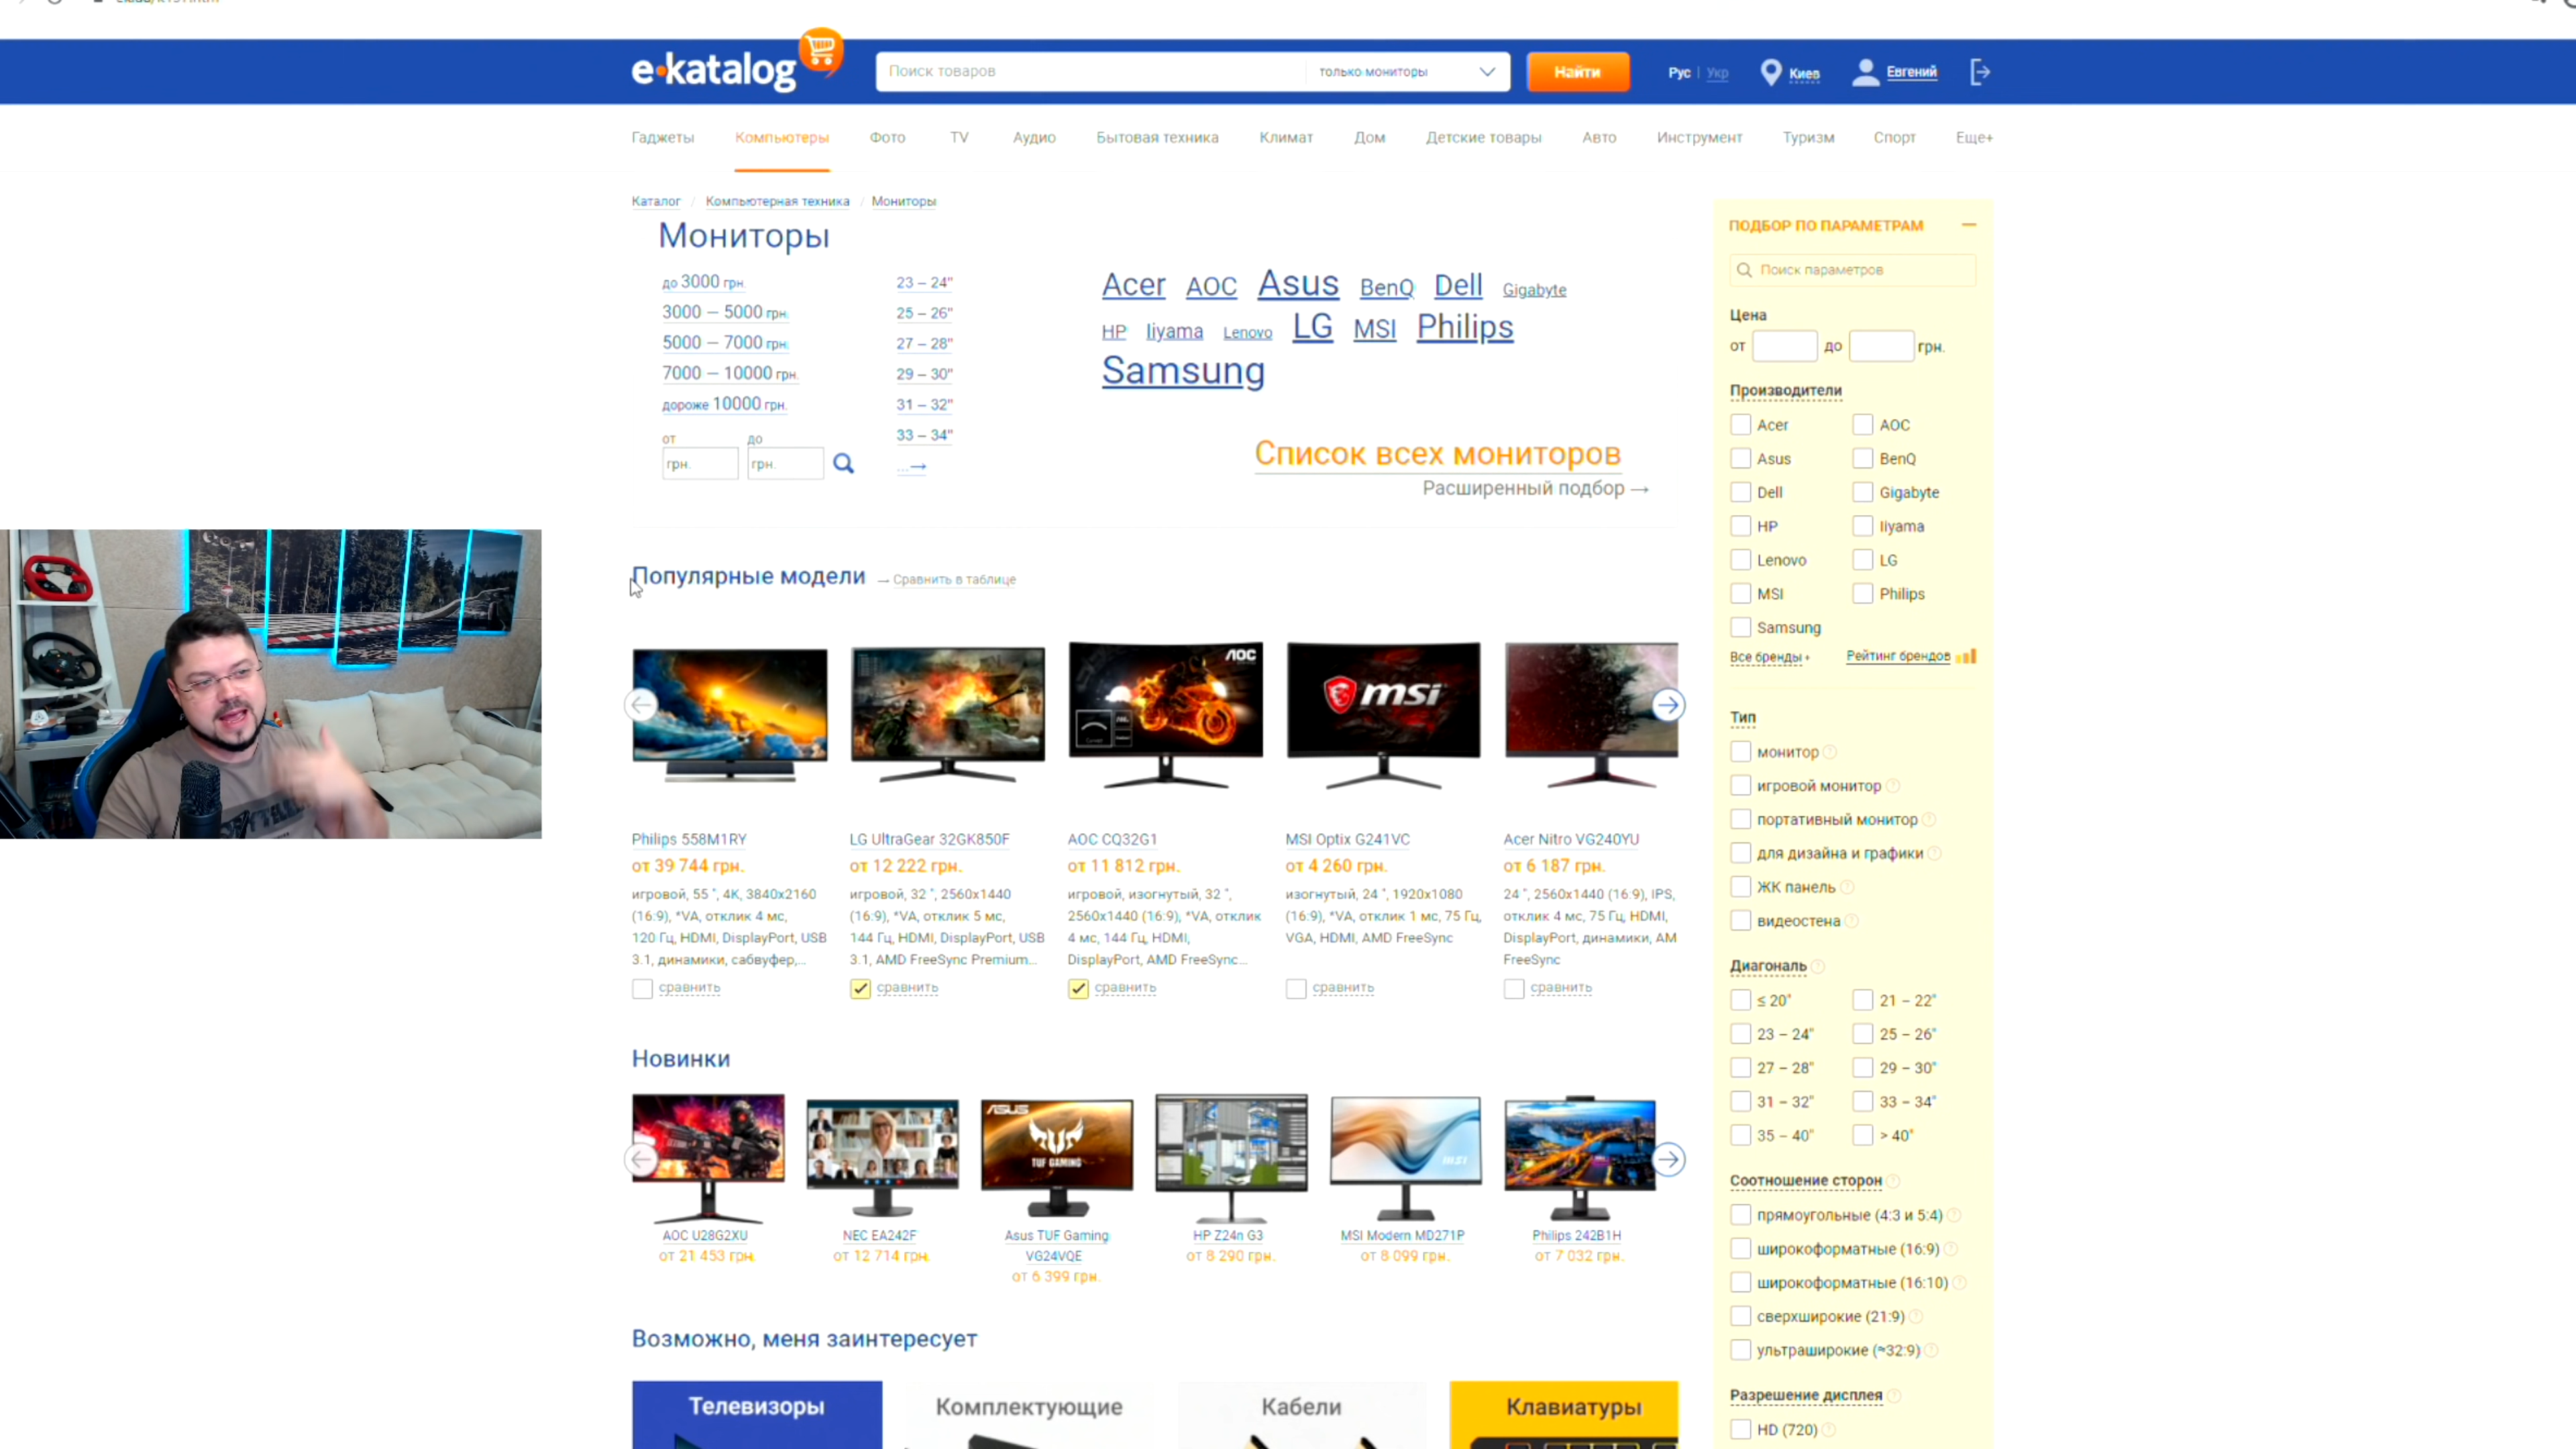 e·katalog
Поиск товаров
только мониторы
Найти
Рус | Укр
Киев
Евгений
Гаджеты
Компьютеры
Фото
TV
Аудио
Бытовая техника
Климат
Дом
Детские товары
Авто
Инструмент
Туризм
Спорт
Еще+
Каталог / Компьютерная техника / Мониторы
Мониторы
до 3000 грн.
3000 — 5000 грн.
5000 — 7000 грн.
7000 — 10000 грн.
дороже 10000 грн.
от до
грн. грн.
23 – 24"
25 – 26"
27 – 28"
29 – 30"
31 – 32"
33 – 34"
...→
Acer AOC Asus BenQ Dell Gigabyte
HP Iiyama Lenovo LG MSI Philips
Samsung
Список всех мониторов
Расширенный подбор →
Популярные модели → Сравнить в таблице
AOC
msi
Philips 558M1RY
от 39 744 грн.
игровой, 55 ", 4K, 3840x2160
(16:9), *VA, отклик 4 мс,
120 Гц, HDMI, DisplayPort, USB
3.1, динамики, сабвуфер,...
сравнить
LG UltraGear 32GK850F
от 12 222 грн.
игровой, 32 ", 2560x1440
(16:9), *VA, отклик 5 мс,
144 Гц, HDMI, DisplayPort, USB
3.1, AMD FreeSync Premium...
сравнить
AOC CQ32G1
от 11 812 грн.
игровой, изогнутый, 32 ",
2560x1440 (16:9), *VA, отклик
4 мс, 144 Гц, HDMI,
DisplayPort, AMD FreeSync...
сравнить
MSI Optix G241VC
от 4 260 грн.
изогнутый, 24 ", 1920x1080
(16:9), *VA, отклик 1 мс, 75 Гц,
VGA, HDMI, AMD FreeSync
сравнить
Acer Nitro VG240YU
от 6 187 грн.
24 ", 2560x1440 (16:9), IPS,
отклик 4 мс, 75 Гц, HDMI,
DisplayPort, динамики, AM
FreeSync
сравнить
Новинки
ASUS
TUF GAMING
msi
AOC U28G2XU
от 21 453 грн.
NEC EA242F
от 12 714 грн.
Asus TUF Gaming
VG24VQE
от 6 399 грн.
HP Z24n G3
от 8 290 грн.
MSI Modern MD271P
от 8 099 грн.
Philips 242B1H
от 7 032 грн.
Возможно, меня заинтересует
Телевизоры
Комплектующие
Кабели
Клавиатуры
ПОДБОР ПО ПАРАМЕТРАМ —
Поиск параметров
Цена
от до грн.
Производители
Acer AOC
Asus BenQ
Dell Gigabyte
HP Iiyama
Lenovo LG
MSI Philips
Samsung
Все бренды+ Рейтинг брендов
Тип
монитор
игровой монитор
портативный монитор
для дизайна и графики
ЖК панель
видеостена
Диагональ
≤ 20" 21 – 22"
23 – 24" 25 – 26"
27 – 28" 29 – 30"
31 – 32" 33 – 34"
35 – 40" > 40"
Соотношение сторон
прямоугольные (4:3 и 5:4)
широкоформатные (16:9)
широкоформатные (16:10)
сверхширокие (21:9)
ультраширокие (≈32:9)
Разрешение дисплея
HD (720)